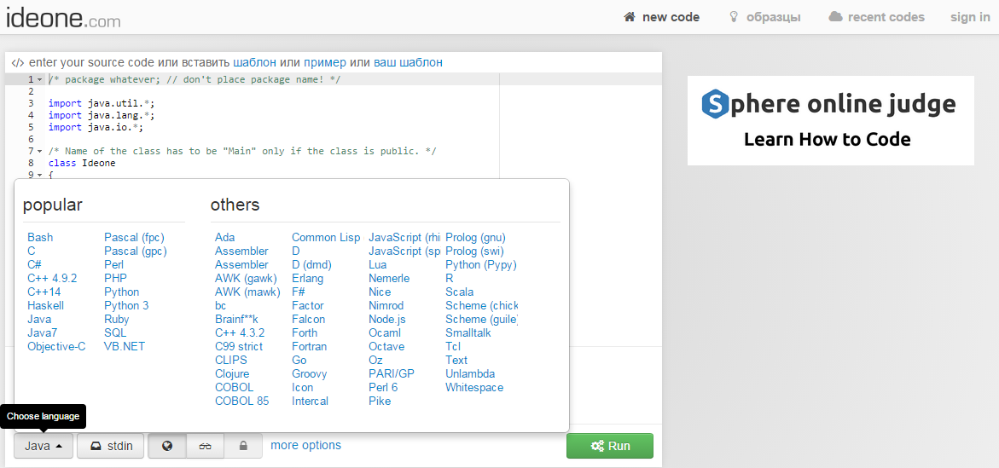 ideone.com
new code
образцы
recent codes
sign in
</> enter your source code или вставить шаблон или пример или ваш шаблон
1 /* package whatever; // don't place package name! */
2
3 import java.util.*;
4 import java.lang.*;
5 import java.io.*;
6
7 /* Name of the class has to be "Main" only if the class is public. */
8 class Ideone
9 {
popular
Bash
C
C#
C++ 4.9.2
C++14
Haskell
Java
Java7
Objective-C
Pascal (fpc)
Pascal (gpc)
Perl
PHP
Python
Python 3
Ruby
SQL
VB.NET
others
Ada
Assembler
Assembler
AWK (gawk)
AWK (mawk)
bc
Brainf**k
C++ 4.3.2
C99 strict
CLIPS
Clojure
COBOL
COBOL 85
Common Lisp
D
D (dmd)
Erlang
F#
Factor
Falcon
Forth
Fortran
Go
Groovy
Icon
Intercal
JavaScript (rhi
JavaScript (sp
Lua
Nemerle
Nice
Nimrod
Node.js
Ocaml
Octave
Oz
PARI/GP
Perl 6
Pike
Prolog (gnu)
Prolog (swi)
Python (Pypy)
R
Scala
Scheme (chick
Scheme (guile)
Smalltalk
Tcl
Text
Unlambda
Whitespace
Choose language
Java
stdin
more options
Run
Sphere online judge
Learn How to Code